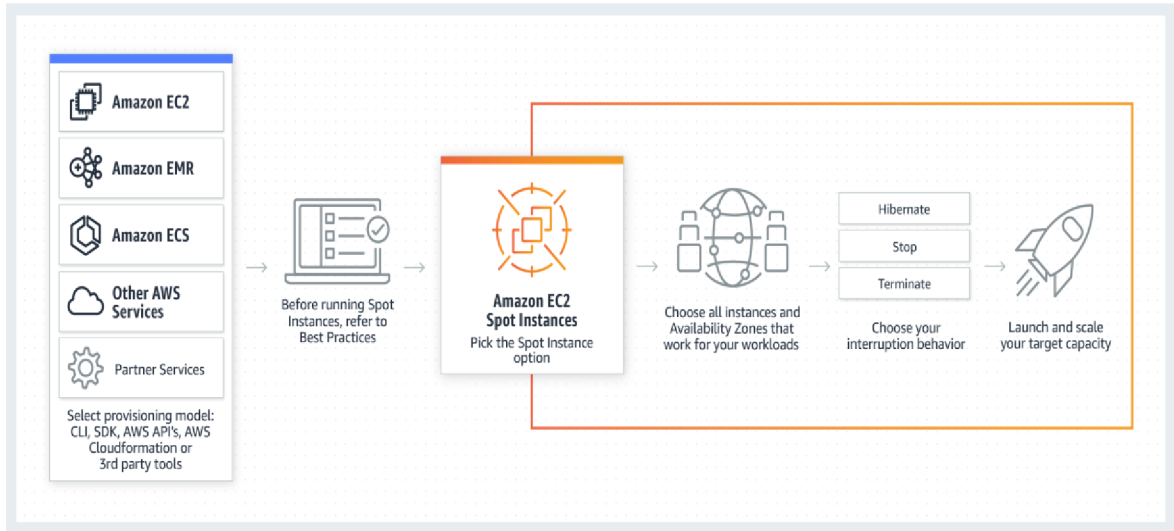 Amazon EC2
Amazon EMR
Amazon ECS
Other AWS
Services
Partner Services
Select provisioning model:
CLI, SDK, AWS API's, AWS
Cloudformation or
3rd party tools
Before running Spot
Instances, refer to
Best Practices
Amazon EC2
Spot Instances
Pick the Spot Instance
option
Choose all instances and
Availability Zones that
work for your workloads
Hibernate
Stop
Terminate
Choose your
interruption behavior
Launch and scale
your target capacity